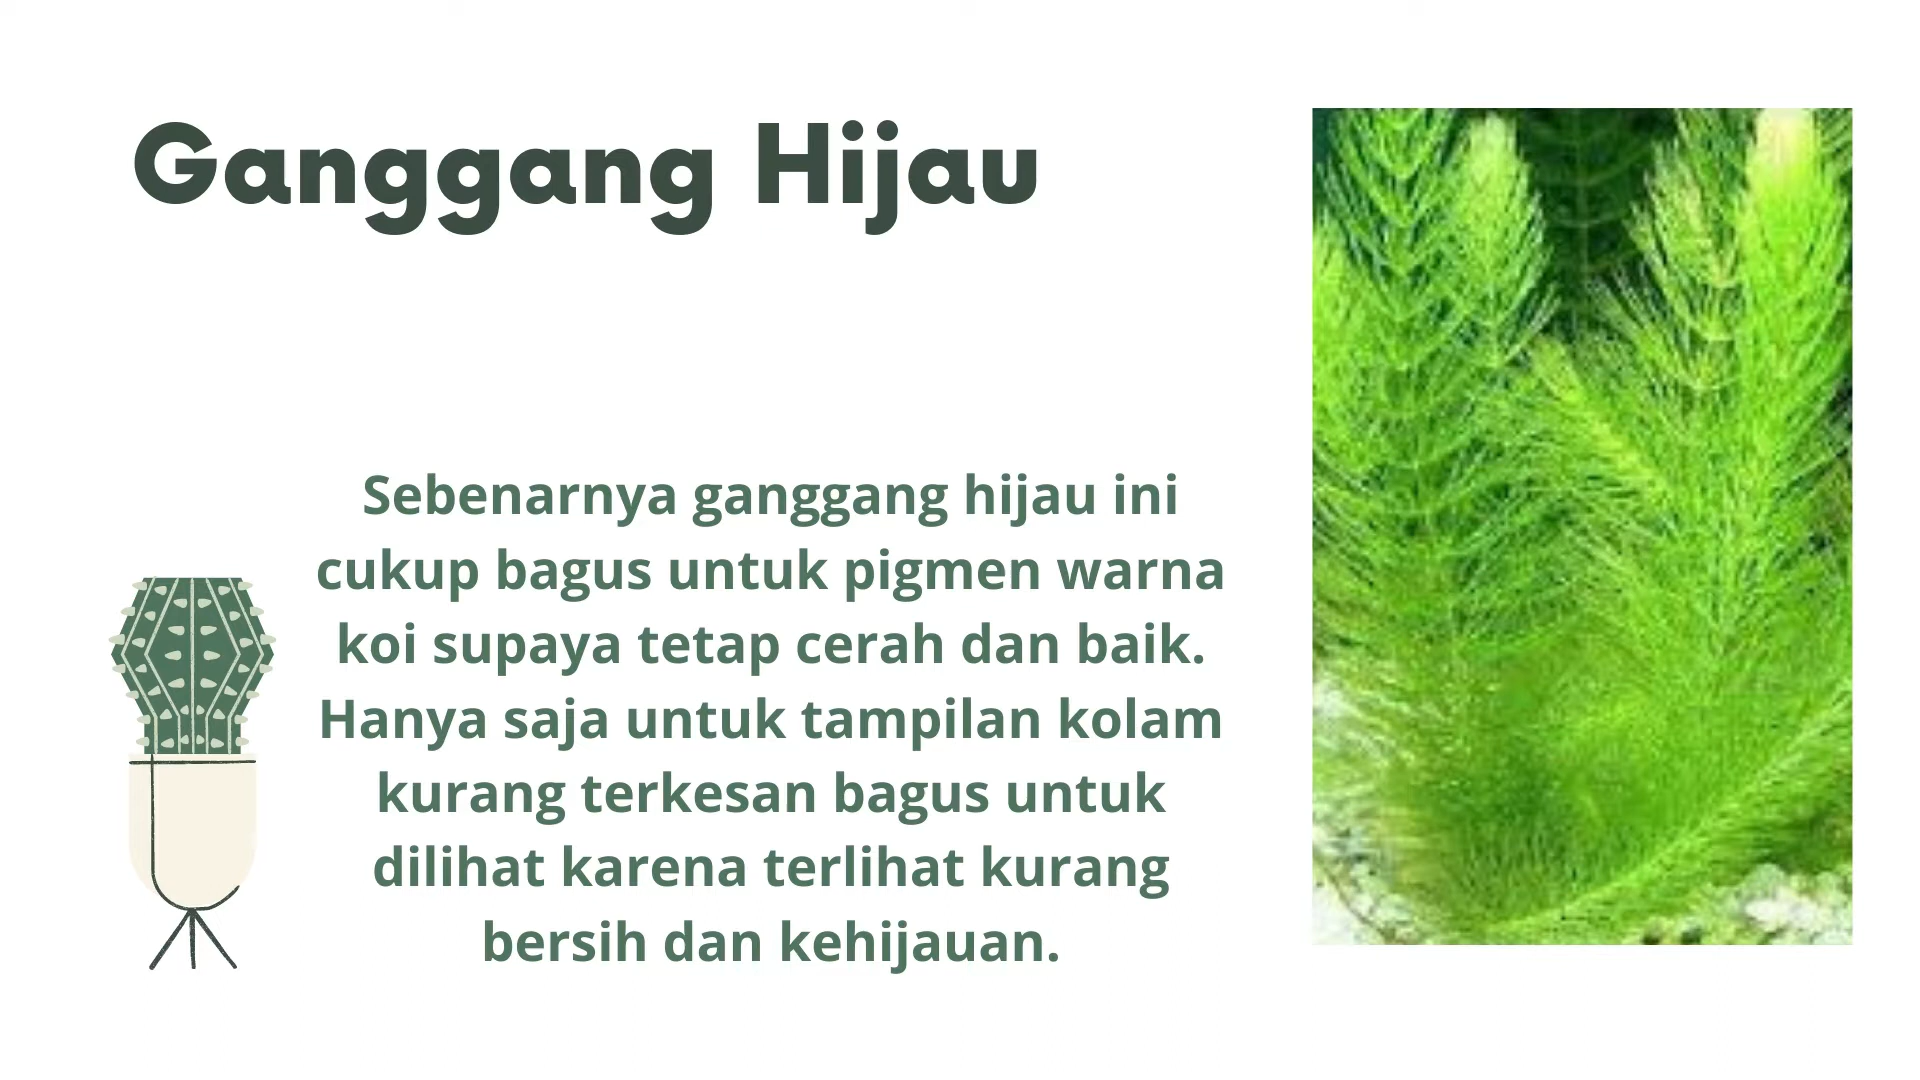 Ganggang Hijau
Sebenarnya ganggang hijau ini
cukup bagus untuk pigmen warna
koi supaya tetap cerah dan baik.
Hanya saja untuk tampilan kolam
kurang terkesan bagus untuk
dilihat karena terlihat kurang
bersih dan kehijauan.